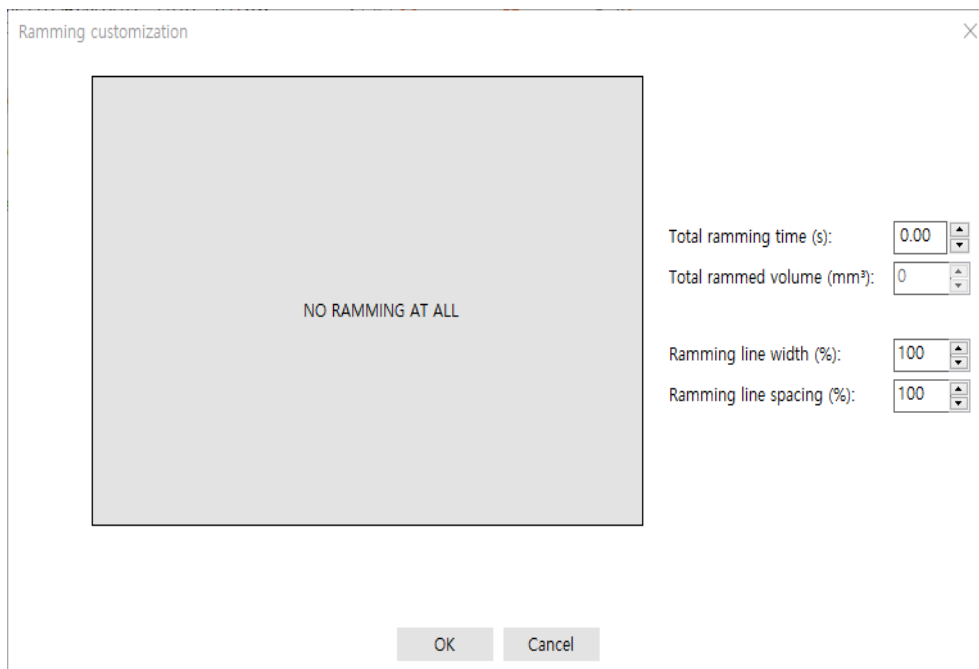 Ramming customization
NO RAMMING AT ALL
Total ramming time (s): 0.00
Total rammed volume (mm³): 0
Ramming line width (%): 100
Ramming line spacing (%): 100
OK Cancel